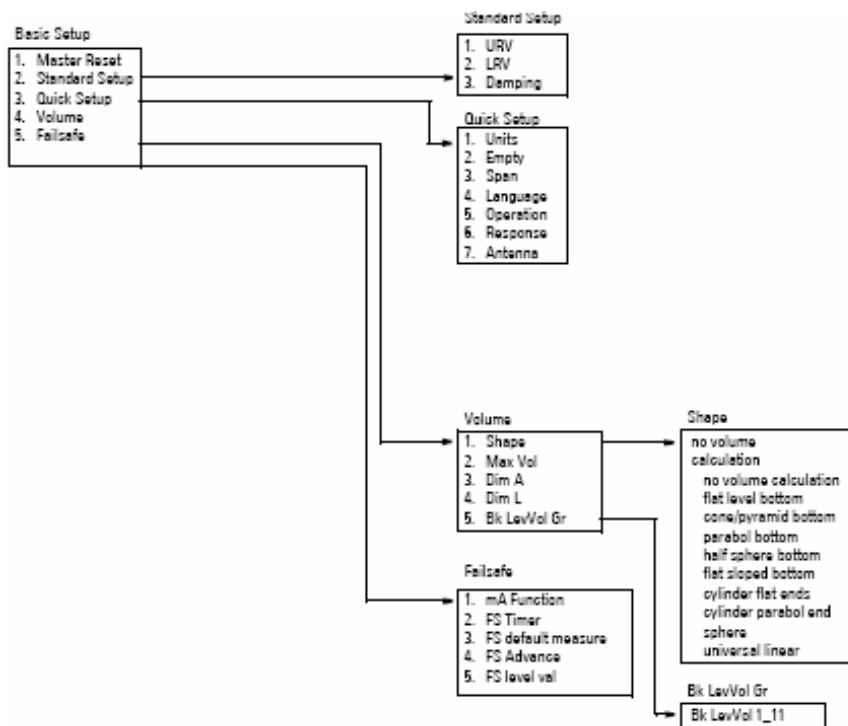 Basic Setup
1. Master Reset
2. Standard Setup
3. Quick Setup
4. Volume
5. Failsafe
Standard Setup
1. URV
2. LRV
3. Damping
Quick Setup
1. Units
2. Empty
3. Span
4. Language
5. Operation
6. Response
7. Antenna
Volume
1. Shape
2. Max Vol
3. Dim A
4. Dim L
5. Bk LevVol Gr
Shape
no volume
calculation
no volume calculation
flat level bottom
cone/pyramid bottom
parabol bottom
half sphere bottom
flat sloped bottom
cylinder flat ends
cylinder parabol end
sphere
universal linear
Failsafe
1. mA Function
2. FS Timer
3. FS default measure
4. FS Advance
5. FS level val
Bk LevVol Gr
Bk LevVol 1_11